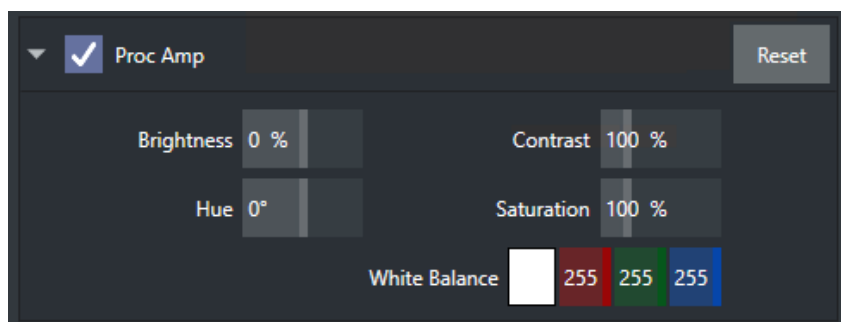 Proc Amp Reset
Brightness 0 % Contrast 100 %
Hue 0° Saturation 100 %
White Balance 255 255 255